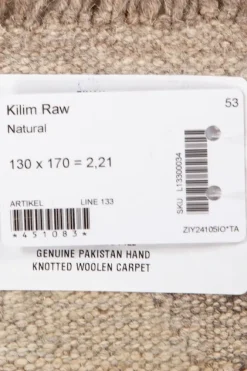 Kilim Raw
53
Natural
130 x 170 = 2,21
ARTIKEL
LINE 133
*451083*
SKU L13300034
ZIY24105IO*TA
GENUINE PAKISTAN HAND
KNOTTED WOOLEN CARPET